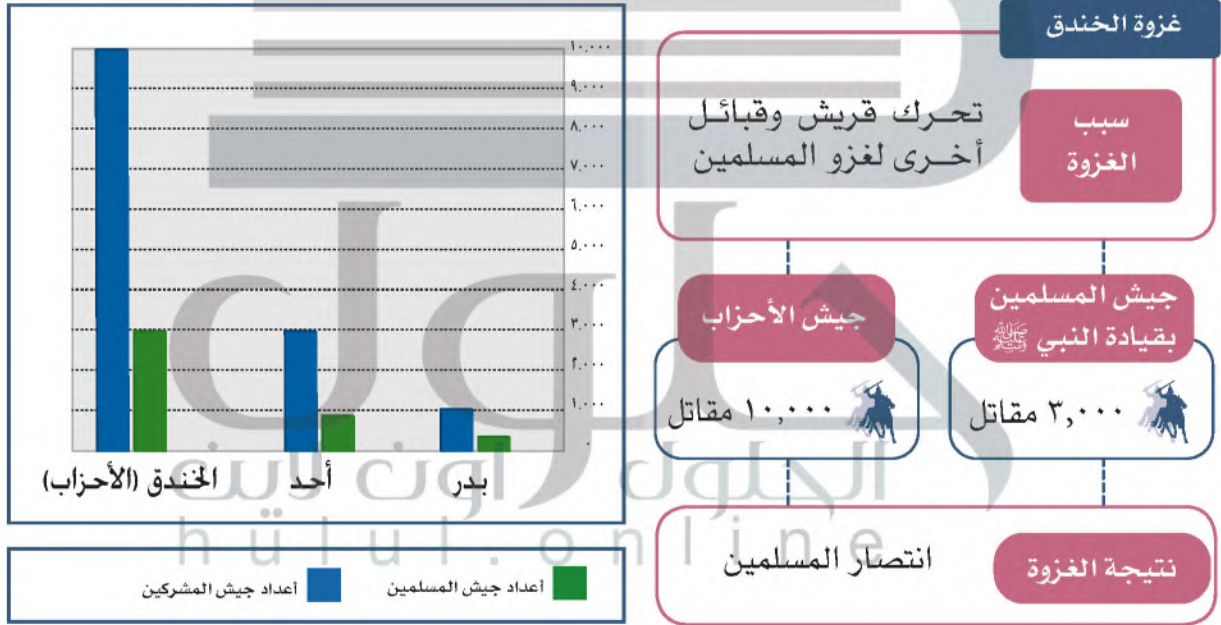 غزوة الخندق
سبب
الغزوة
تحرك قريش وقبائل
أخرى لغزو المسلمين
جيش المسلمين
بقيادة النبي ﷺ
٣,٠٠٠ مقاتل
جيش الأحزاب
١٠,٠٠٠ مقاتل
نتيجة الغزوة
انتصار المسلمين
١٠.٠٠٠
٩.٠٠٠
٨.٠٠٠
٧.٠٠٠
٦.٠٠٠
٥.٠٠٠
٤.٠٠٠
٣.٠٠٠
٢.٠٠٠
١.٠٠٠
٠
بدر
أحد
الخندق (الأحزاب)
أعداد جيش المسلمين
أعداد جيش المشركين
حلول
الحلول أون لاين
hulul.online